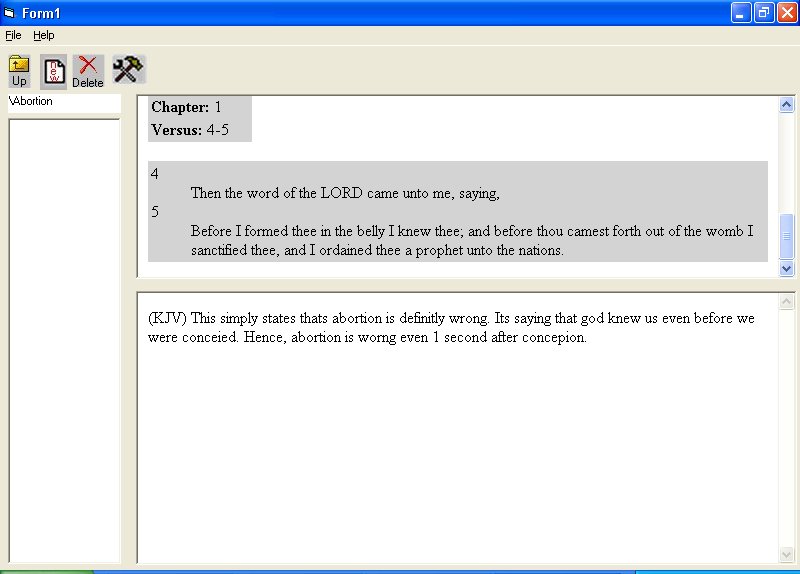 Form1
File Help
Up new Delete
\Abortion
Chapter: 1
Versus: 4-5
4
Then the word of the LORD came unto me, saying,
5
Before I formed thee in the belly I knew thee; and before thou camest forth out of the womb I
sanctified thee, and I ordained thee a prophet unto the nations.
(KJV) This simply states thats abortion is definitly wrong. Its saying that god knew us even before we
were conceied. Hence, abortion is worng even 1 second after concepion.